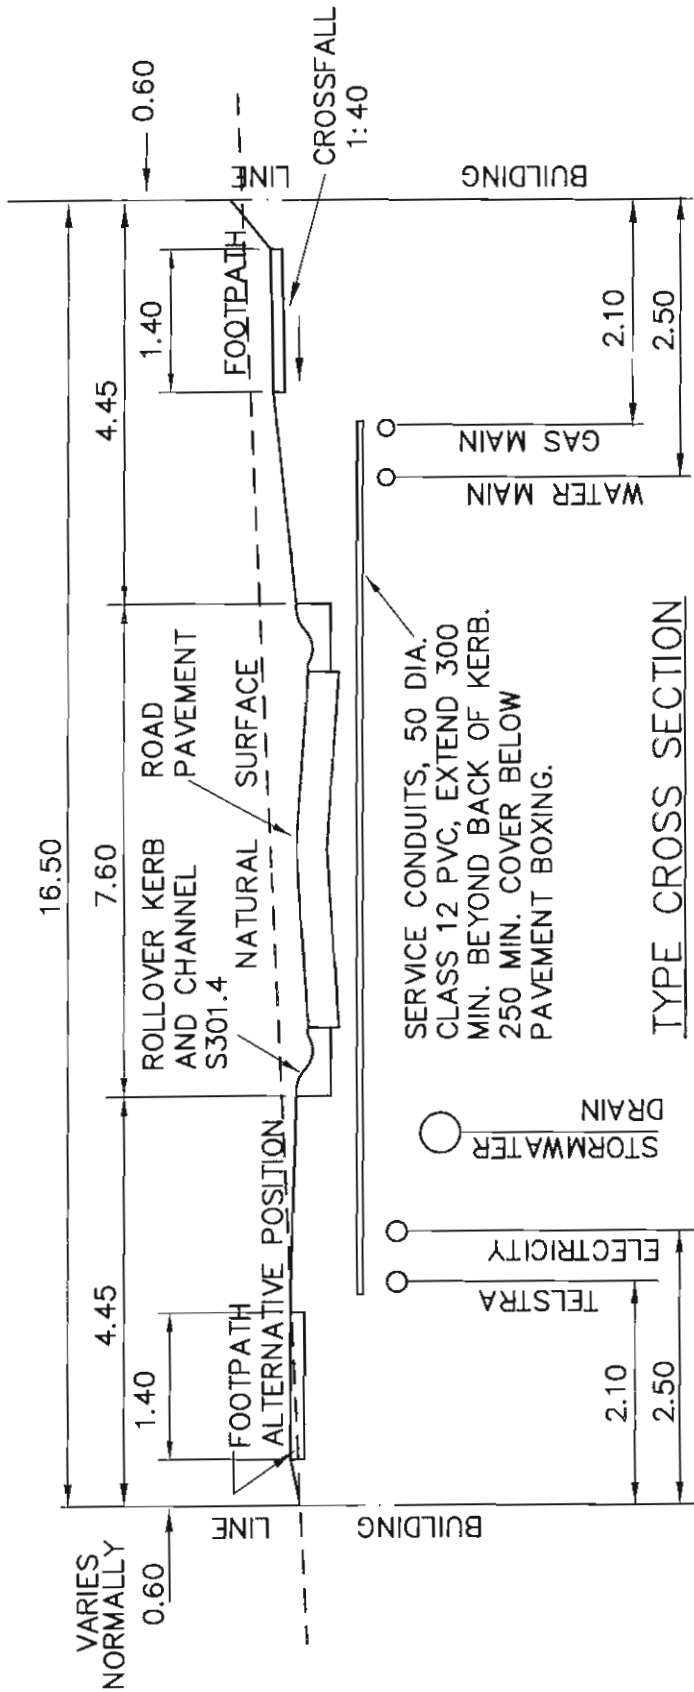 16.50
4.45
7.60
4.45
VARIES
NORMALLY
0.60
1.40
1.40
0.60
ROLLOVER KERB
AND CHANNEL
S301.4
ROAD
PAVEMENT
FOOTPATH
ALTERNATIVE POSITION
NATURAL SURFACE
FOOTPATH
CROSSFALL
1:40
BUILDING LINE
BUILDING LINE
SERVICE CONDUITS, 50 DIA.
CLASS 12 PVC, EXTEND 300
MIN. BEYOND BACK OF KERB.
250 MIN. COVER BELOW
PAVEMENT BOXING.
TELSTRA
ELECTRICITY
STORMWATER
DRAIN
WATER MAIN
GAS MAIN
2.10
2.50
2.10
2.50
TYPE CROSS SECTION